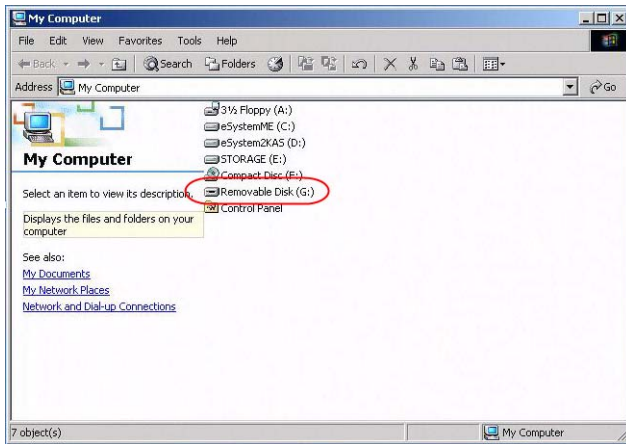 My Computer
File Edit View Favorites Tools Help
Back Search Folders
Address My Computer Go
3½ Floppy (A:)
eSystemME (C:)
eSystem2KAS (D:)
STORAGE (E:)
Compact Disc (F:)
Removable Disk (G:)
Control Panel
My Computer
Select an item to view its description.
Displays the files and folders on your
computer
See also:
My Documents
My Network Places
Network and Dial-up Connections
7 object(s) My Computer